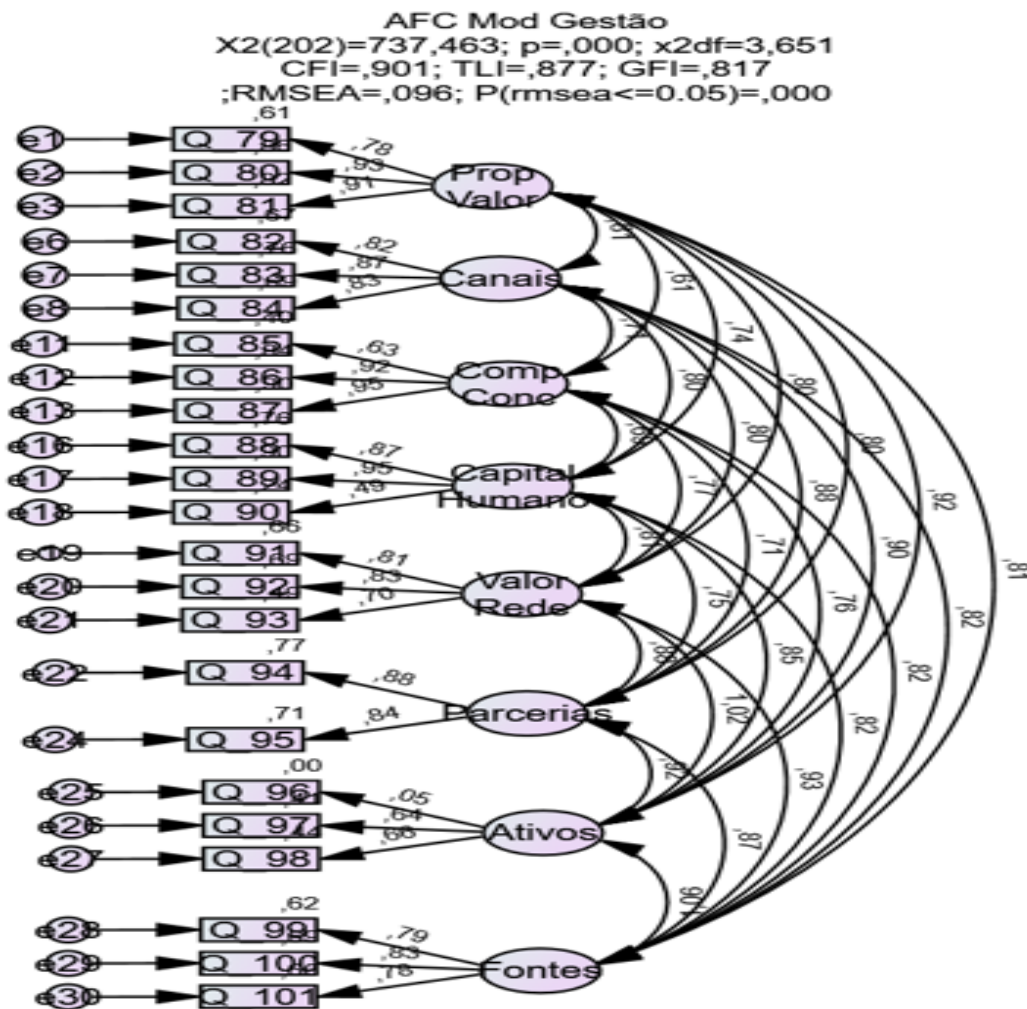 AFC Mod Gestão
X2(202)=737,463; p=,000; x2df=3,651
CFI=,901; TLI=,877; GFI=,817
;RMSEA=,096; P(rmsea<=0.05)=,000
,61
e1 Q_79 ,78
e2 Q_80 ,93
e3 Q_81 ,91
Prop
Valor
e6 Q_82 ,82
e7 Q_83 ,87
e8 Q_84 ,83
Canais
e11 Q_85 ,63
e12 Q_86 ,92
e13 Q_87 ,95
Comp
Conc
e16 Q_88 ,87
e17 Q_89 ,95
e18 Q_90 ,49
Capital
Humano
,66
e19 Q_91 ,81
e20 Q_92 ,83
e21 Q_93 ,70
Valor
Rede
,77
e22 Q_94 ,88
,71
e24 Q_95 ,84
Parcerias
,00
e25 Q_96 ,05
e26 Q_97 ,64
e27 Q_98 ,66
Ativos
,62
e28 Q_99 ,79
e29 Q_100 ,83
e30 Q_101 ,78
Fontes
,61
,74
,80
,80
,80
,92
,81
,77
,88
,90
,82
,71
,76
,82
,75
,85
,82
1,02
,93
,92
,87